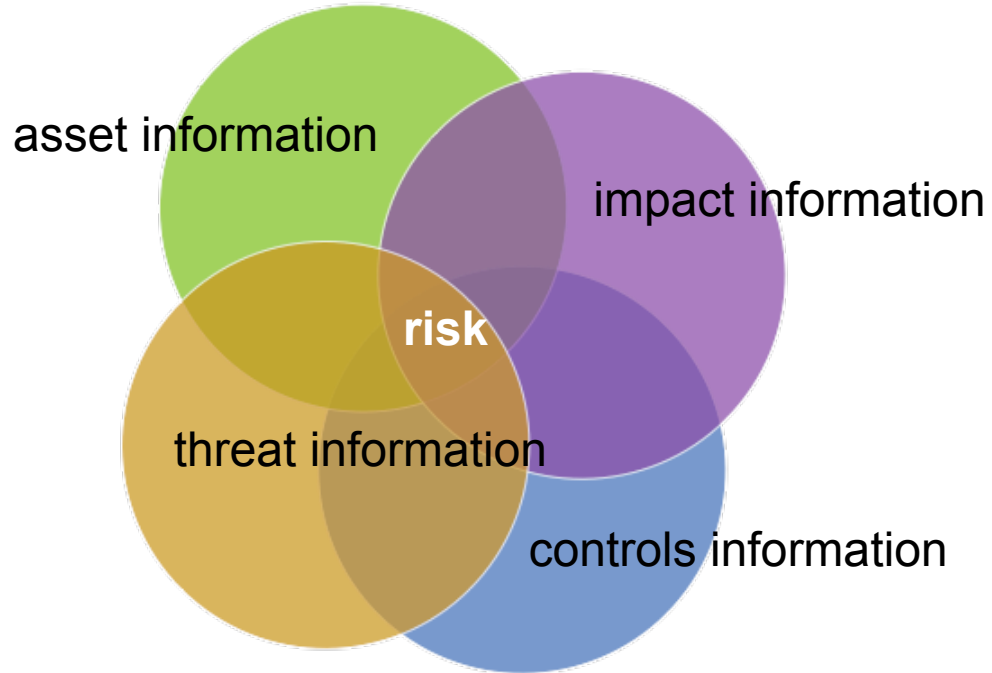 asset information
impact information
risk
threat information
controls information